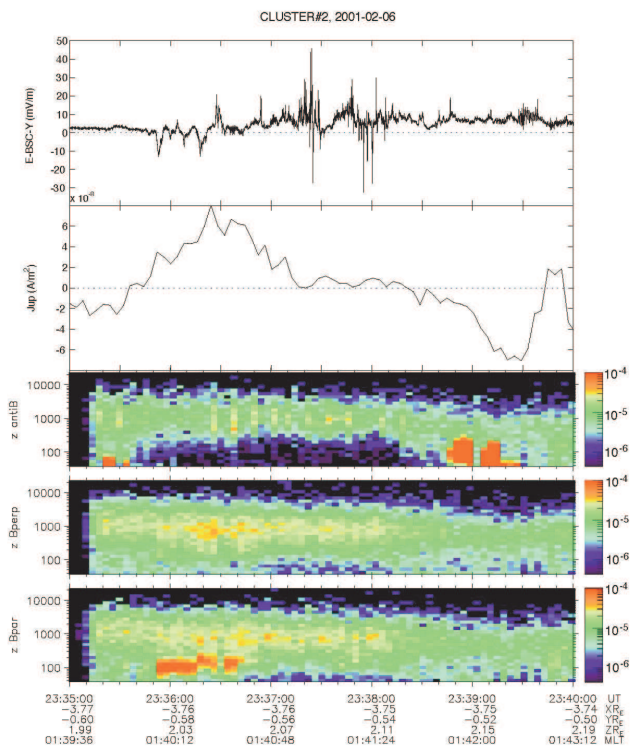 CLUSTER#2, 2001-02-06
E-BSC-Y (mV/m)
50
40
30
20
10
0
-10
-20
-30
x 10⁻⁸
Jup (A/m²)
6
4
2
0
-2
-4
-6
z antiB
10000
1000
100
10⁻⁴
10⁻⁵
10⁻⁶
z Bperp
10000
1000
100
10⁻⁴
10⁻⁵
10⁻⁶
z Bpar
10000
1000
100
10⁻⁴
10⁻⁵
10⁻⁶
23:35:00 23:36:00 23:37:00 23:38:00 23:39:00 23:40:00 UT
-3.77 -3.76 -3.76 -3.75 -3.75 -3.74 XR_E
-0.60 -0.58 -0.56 -0.54 -0.52 -0.50 YR_E
1.99 2.03 2.07 2.11 2.15 2.19 ZR_E
01:39:36 01:40:12 01:40:48 01:41:24 01:42:00 01:43:12 MLT